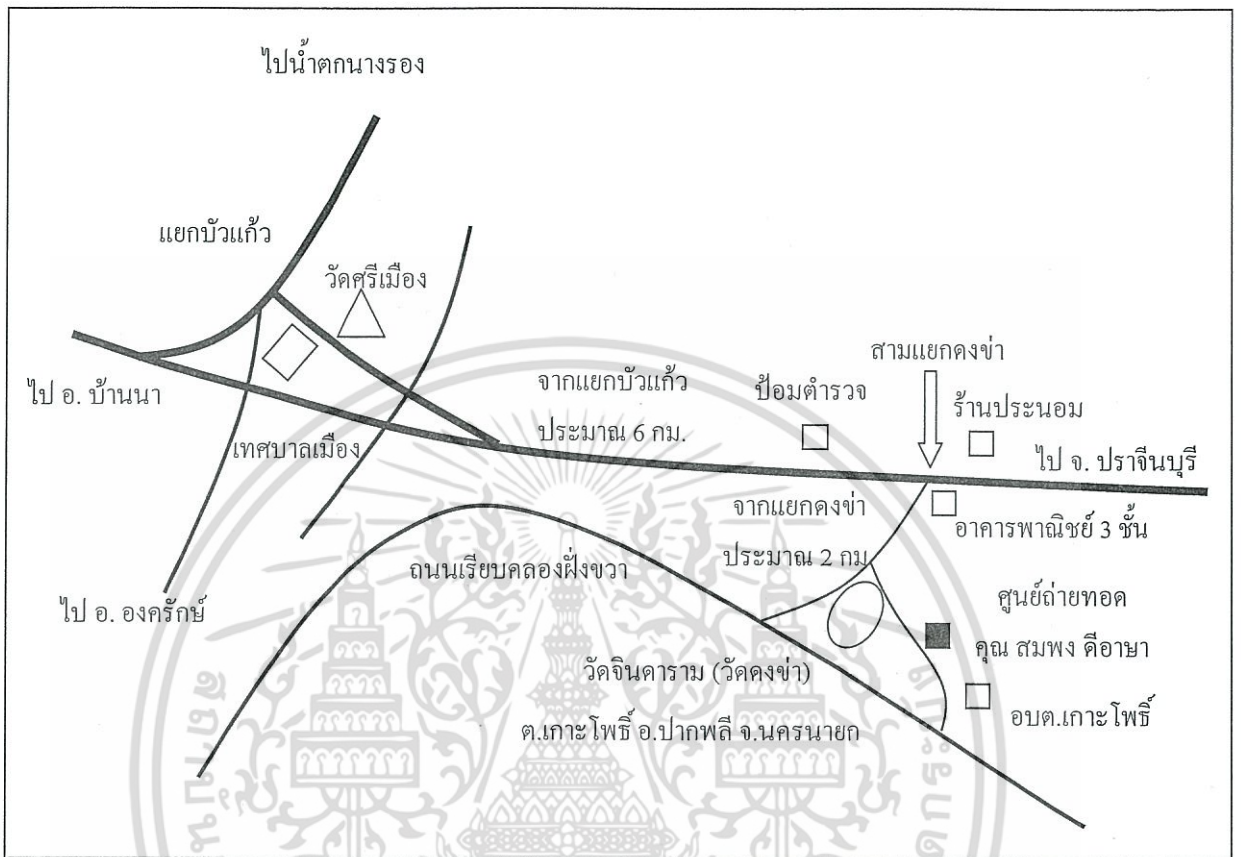 ไปน้ำตกนางรอง
แยกบัวแก้ว
วัดศรีเมือง
สามแยกดงข่า
ไป อ. บ้านนา
จากแยกบัวแก้ว
ประมาณ 6 กม.
ป้อมตำรวจ
ร้านประนอม
เทศบาลเมือง
ไป จ. ปราจีนบุรี
จากแยกดงข่า
ประมาณ 2 กม
อาคารพาณิชย์ 3 ชั้น
ถนนเรียบคลองฝั่งขวา
ไป อ. องครักษ์
ศูนย์ถ่ายทอด
คุณ สมพง ดีอาษา
วัดจินดาราม (วัดดงข่า)
ต.เกาะโพธิ์ อ.ปากพลี จ.นครนายก
อบต.เกาะโพธิ์